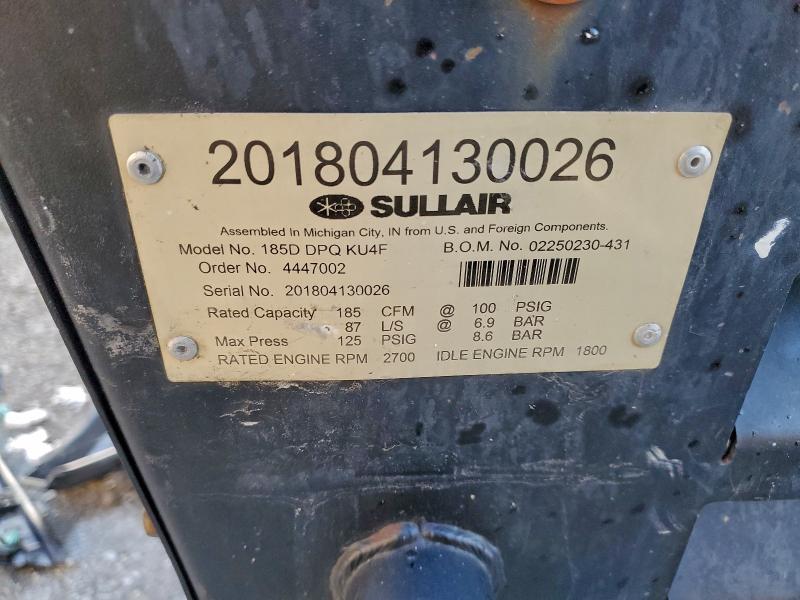 201804130026
SULLAIR
Assembled In Michigan City, IN from U.S. and Foreign Components.
Model No. 185D DPQ KU4F B.O.M. No. 02250230-431
Order No. 4447002
Serial No. 201804130026
Rated Capacity 185 CFM @ 100 PSIG
87 L/S @ 6.9 BAR
Max Press 125 PSIG 8.6 BAR
RATED ENGINE RPM 2700 IDLE ENGINE RPM 1800